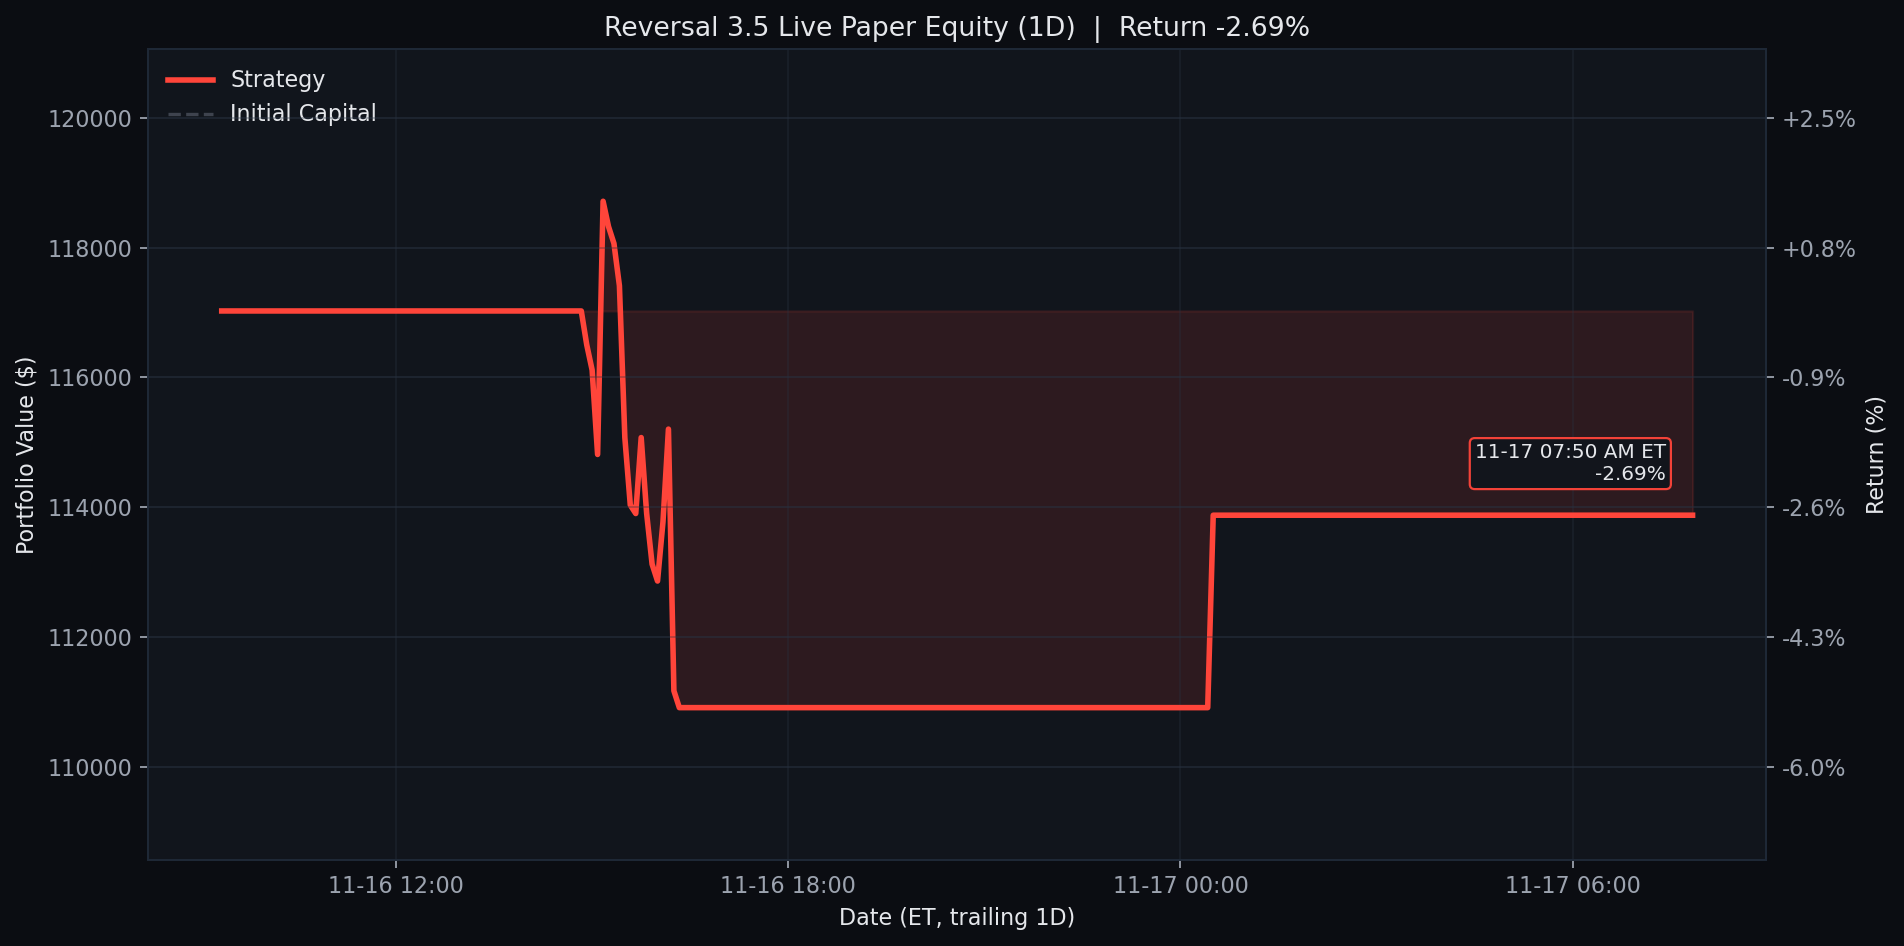 Reversal 3.5 Live Paper Equity (1D)  |  Return -2.69%
Strategy
Initial Capital
Portfolio Value ($)
120000
118000
116000
114000
112000
110000
+2.5%
+0.8%
-0.9%
-2.6%
-4.3%
-6.0%
Return (%)
11-17 07:50 AM ET
-2.69%
11-16 12:00
11-16 18:00
11-17 00:00
11-17 06:00
Date (ET, trailing 1D)